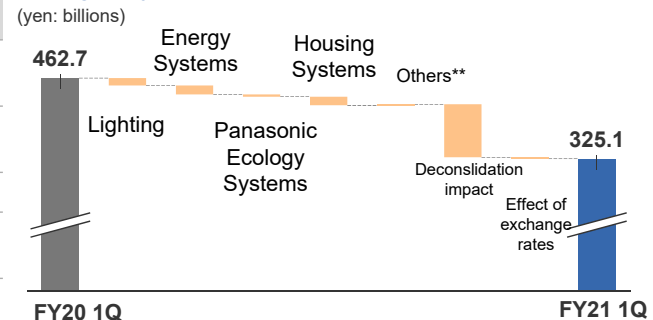 (yen: billions)
462.7
Lighting
Energy
Systems
Panasonic
Ecology
Systems
Housing
Systems
Others**
Deconslidation
impact
Effect of
exchange
rates
325.1
FY20 1Q
FY21 1Q